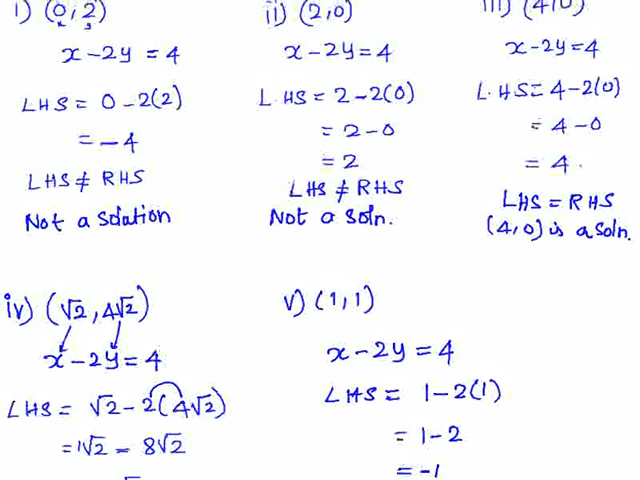 i) (0, 2)
x - 2y = 4
LHS = 0 - 2(2)
= -4
LHS ≠ RHS
Not a solution
ii) (2, 0)
x - 2y = 4
L.HS = 2 - 2(0)
= 2 - 0
= 2
LHS ≠ RHS
Not a soln.
iii) (4, 0)
x - 2y = 4
L.HS = 4 - 2(0)
= 4 - 0
= 4.
LHS = RHS
(4, 0) is a soln.
iv) (√2, 4√2)
x - 2y = 4
LHS = √2 - 2(4√2)
= 1√2 - 8√2
v) (1, 1)
x - 2y = 4
LHS = 1 - 2(1)
= 1 - 2
= -1